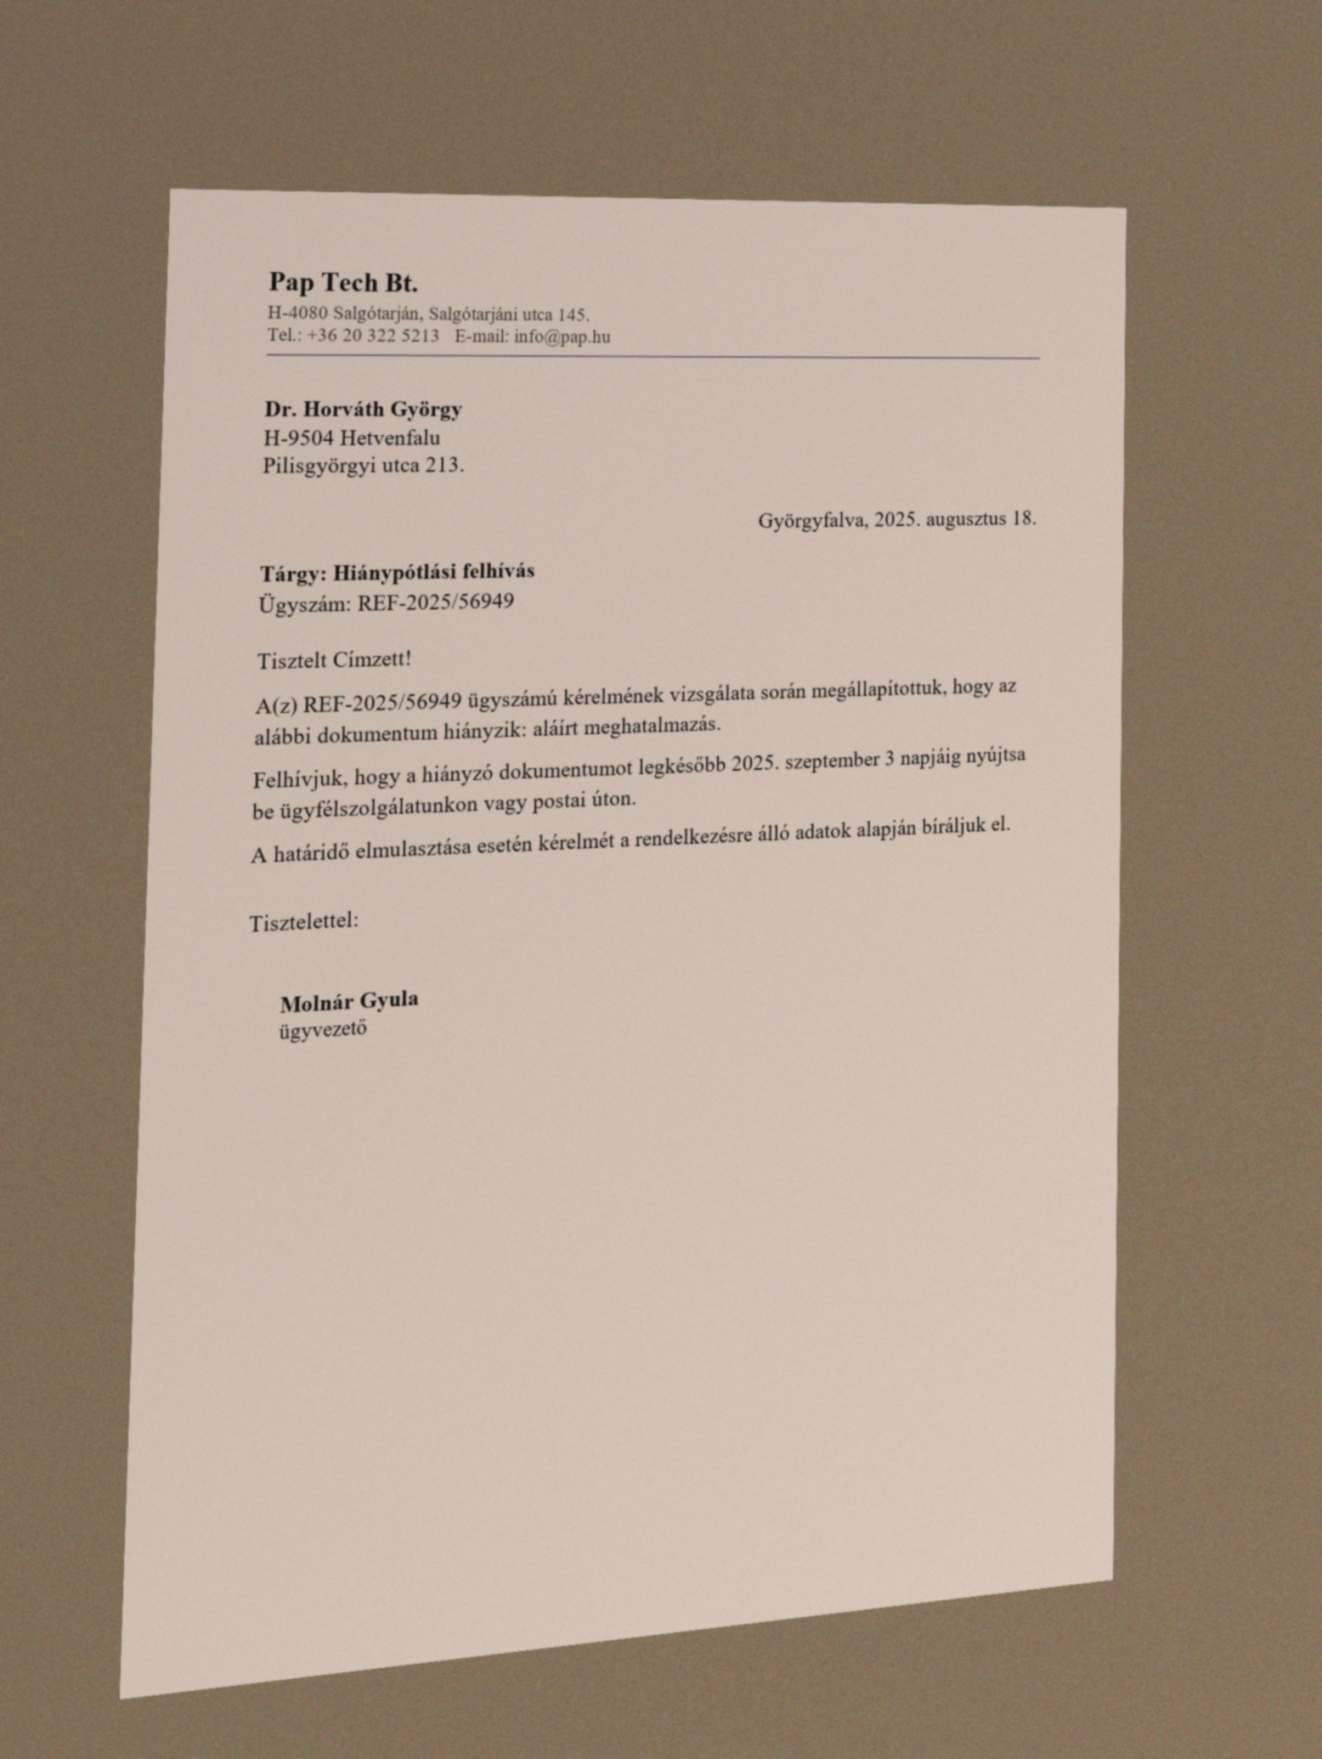 Pap Tech Bt.
H-4080 Salgótarján, Salgótarjáni utca 145.
Tel.: +36 20 322 5213 E-mail: info@pap.hu
Dr. Horváth György
H-9504 Hetvenfalu
Pilisgyörgyi utca 213.
Györgyfalva, 2025. augusztus 18.
Tárgy: Hiánypótlási felhívás
Ügyszám: REF-2025/56949
Tisztelt Címzett!
A(z) REF-2025/56949 ügyszámú kérelmének vizsgálata során megállapítottuk, hogy az
alábbi dokumentum hiányzik: aláírt meghatalmazás.
Felhívjuk, hogy a hiányzó dokumentumot legkésőbb 2025. szeptember 3 napjáig nyújtsa
be ügyfélszolgálatunkon vagy postai úton.
A határidő elmulasztása esetén kérelmét a rendelkezésre álló adatok alapján bíráljuk el.
Tisztelettel:
Molnár Gyula
ügyvezető